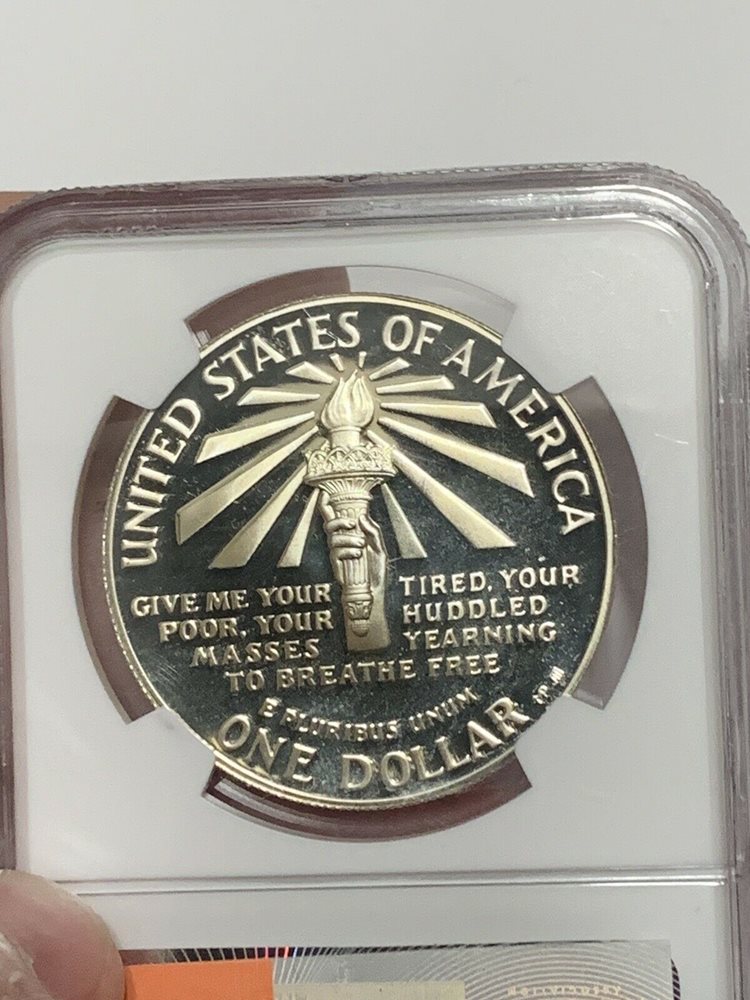 UNITED STATES OF AMERICA
GIVE ME YOUR TIRED, YOUR
POOR, YOUR HUDDLED
MASSES YEARNING
TO BREATHE FREE
E PLURIBUS UNUM
ONE DOLLAR